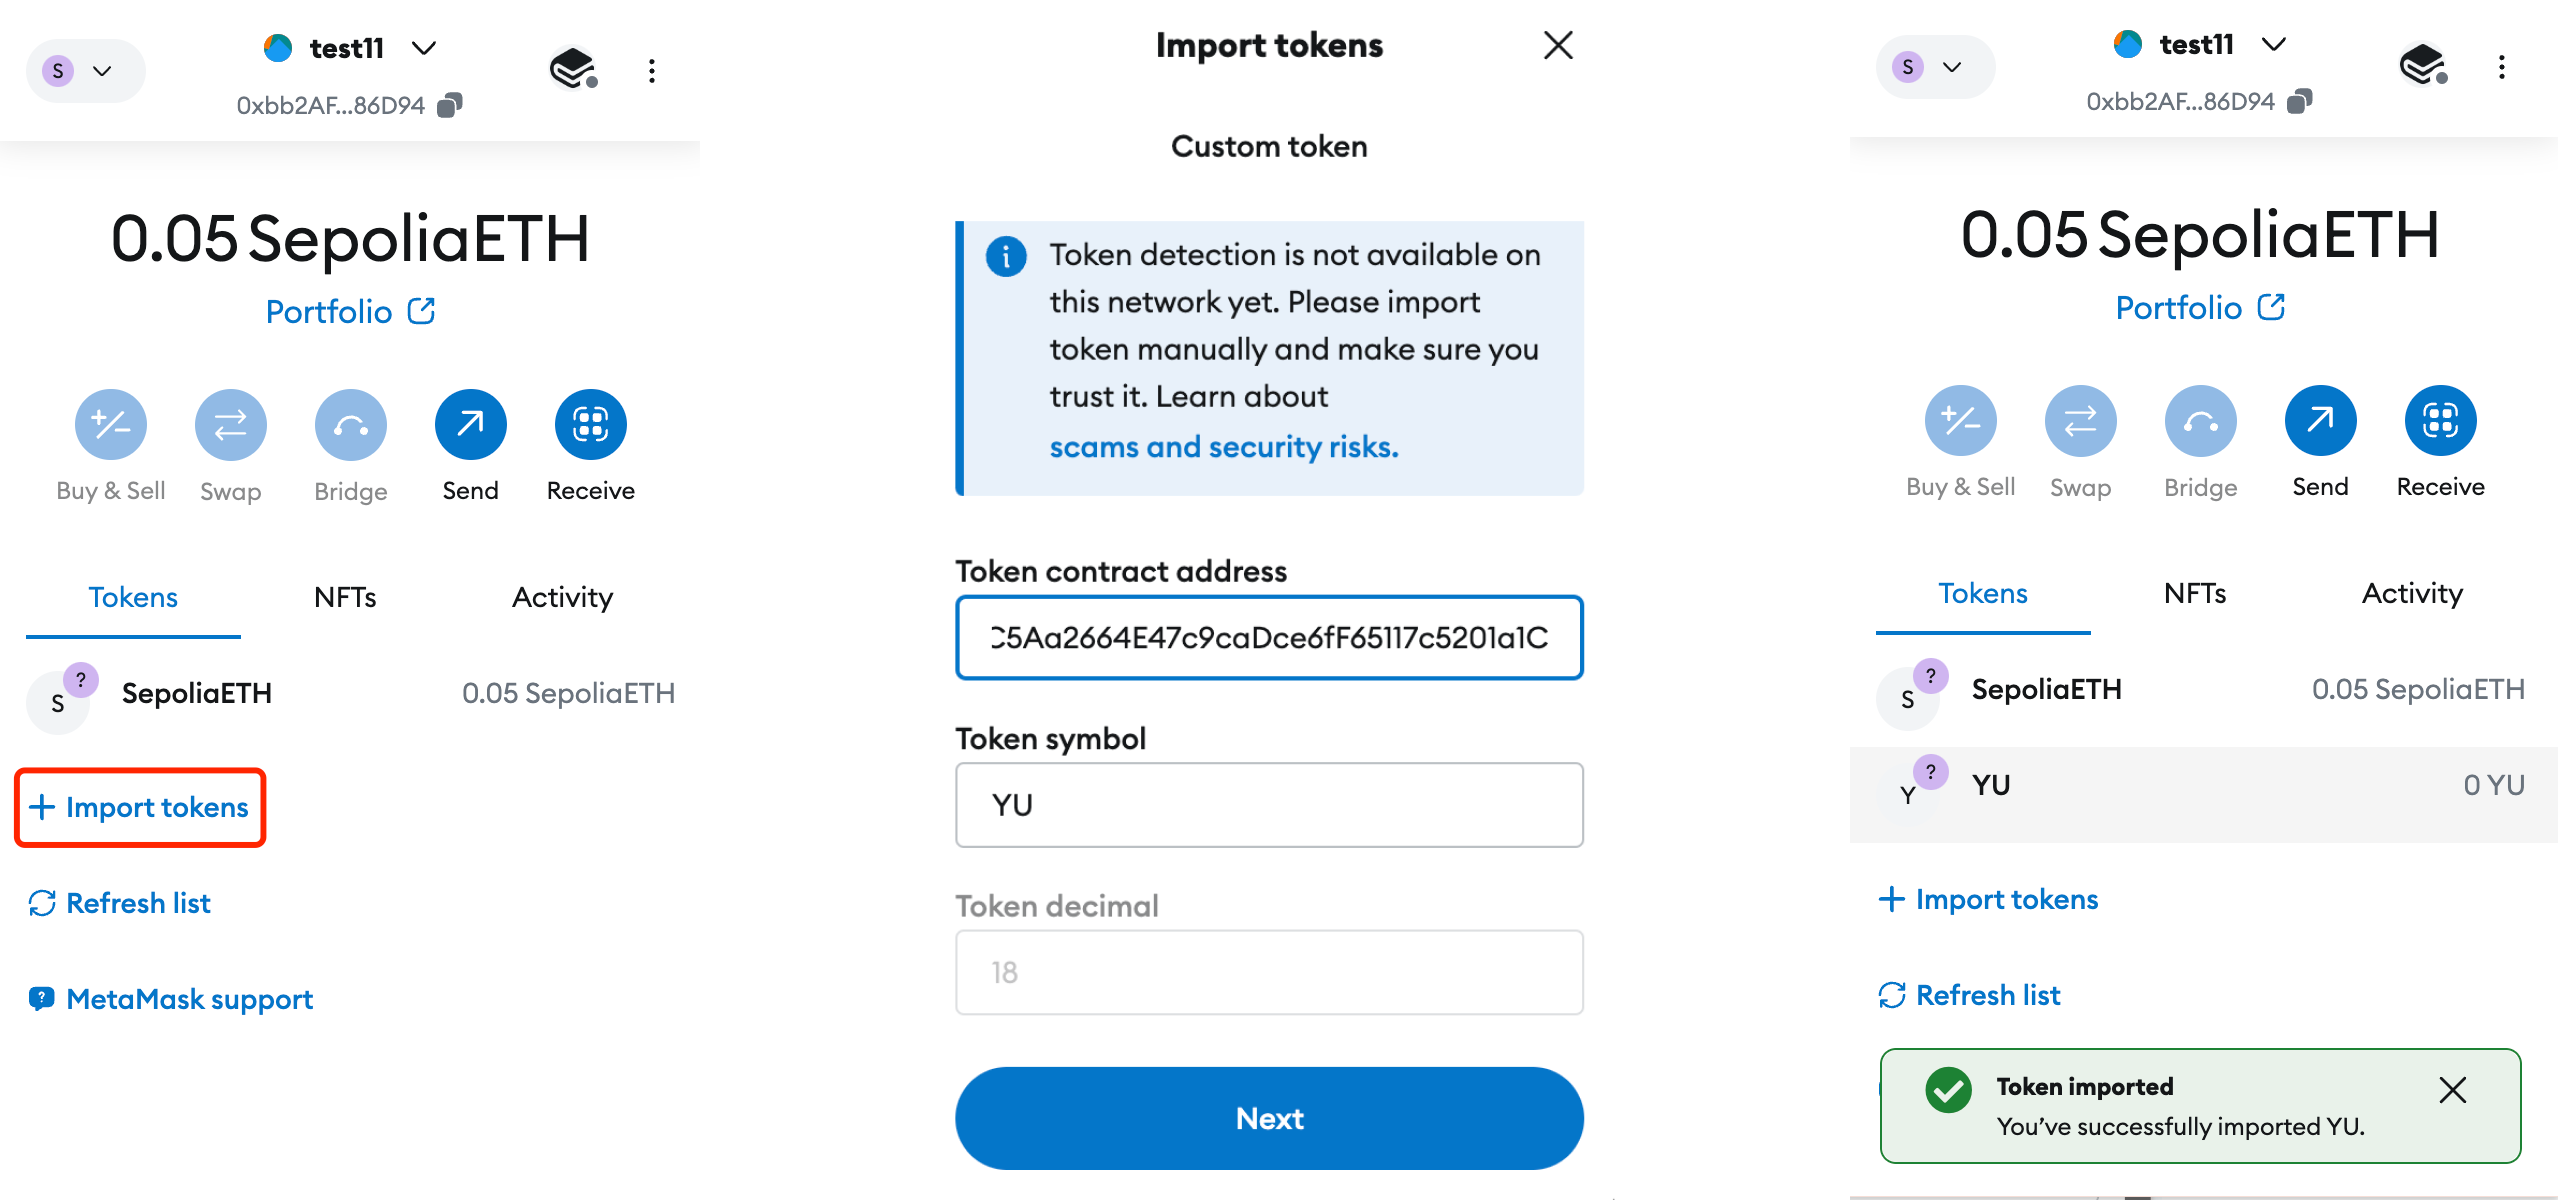 S
test11
0xbb2AF...86D94
0.05 SepoliaETH
Portfolio
Buy & Sell
Swap
Bridge
Send
Receive
Tokens
NFTs
Activity
S
?
SepoliaETH
0.05 SepoliaETH
+ Import tokens
Refresh list
? MetaMask support
Import tokens
Custom token
i
Token detection is not available on
this network yet. Please import
token manually and make sure you
trust it. Learn about
scams and security risks.
Token contract address
C5Aa2664E47c9caDce6fF65117c5201a1C
Token symbol
YU
Token decimal
18
Next
S
test11
0xbb2AF...86D94
0.05 SepoliaETH
Portfolio
Buy & Sell
Swap
Bridge
Send
Receive
Tokens
NFTs
Activity
S
?
SepoliaETH
0.05 SepoliaETH
Y
?
YU
0 YU
+ Import tokens
Refresh list
Token imported
You’ve successfully imported YU.